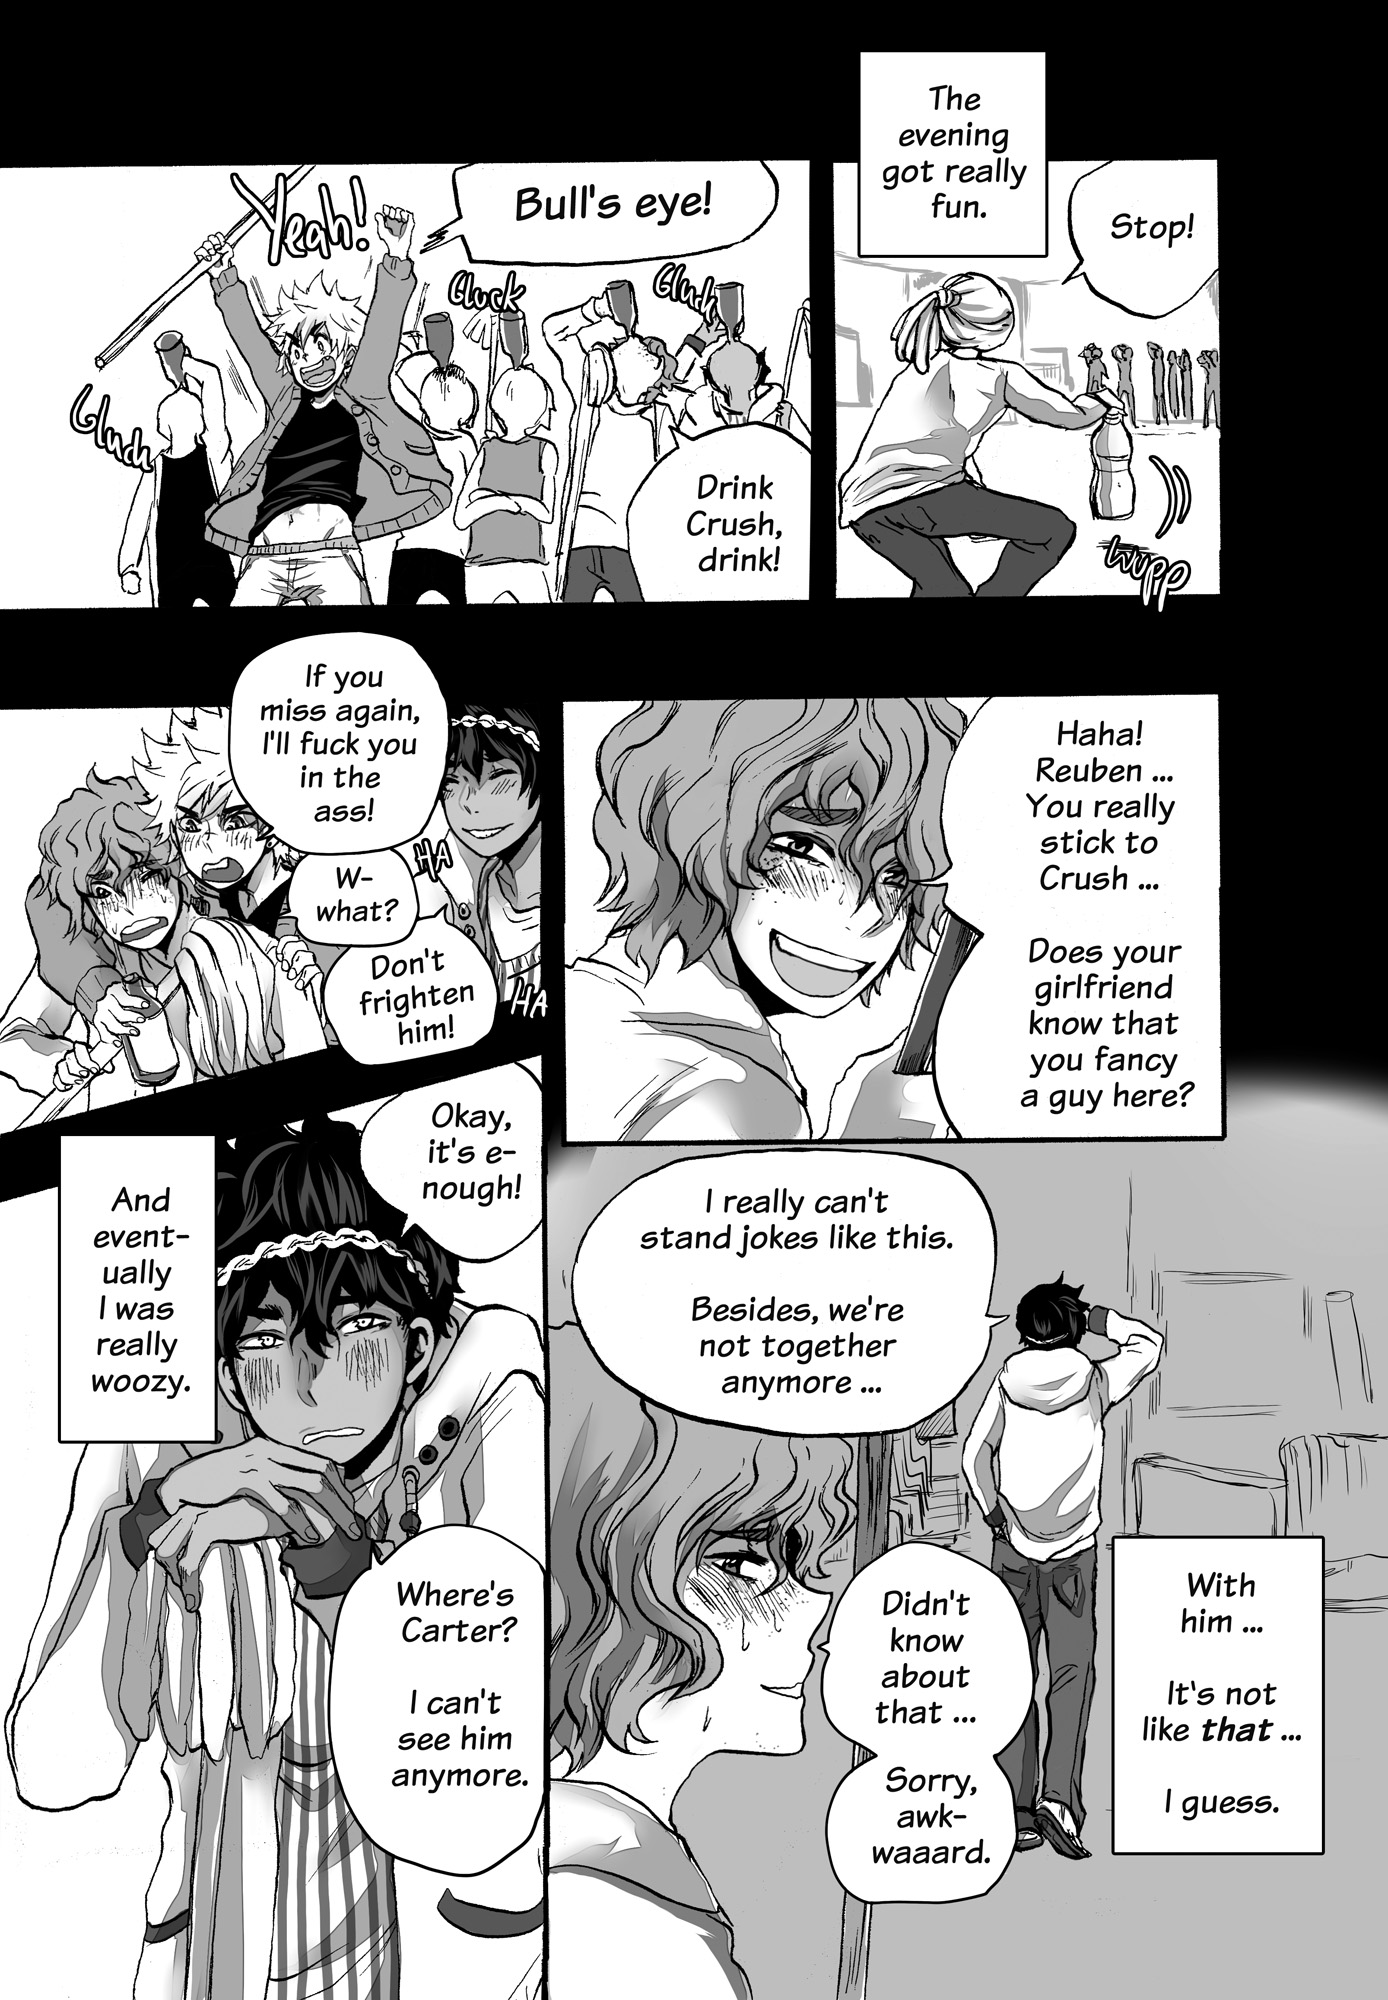 The
evening
got really
fun.
Stop!
wupp
Bull's eye!
Yeah!
Gluck
Gluck
Gluck
Drink
Crush,
drink!
Haha!
Reuben ...
You really
stick to
Crush ...
Does your
girlfriend
know that
you fancy
a guy here?
I really can't
stand jokes like this.
Besides, we're
not together
anymore ...
Didn't
know
about
that ...
Sorry,
awk-
waaard.
With
him ...
It's not
like that ...
I guess.
If you
miss again,
I'll fuck you
in the
ass!
W-
what?
Don't
frighten
him!
HA
HA
Okay,
it's e-
nough!
And
event-
ually
I was
really
woozy.
Where's
Carter?
I can't
see him
anymore.